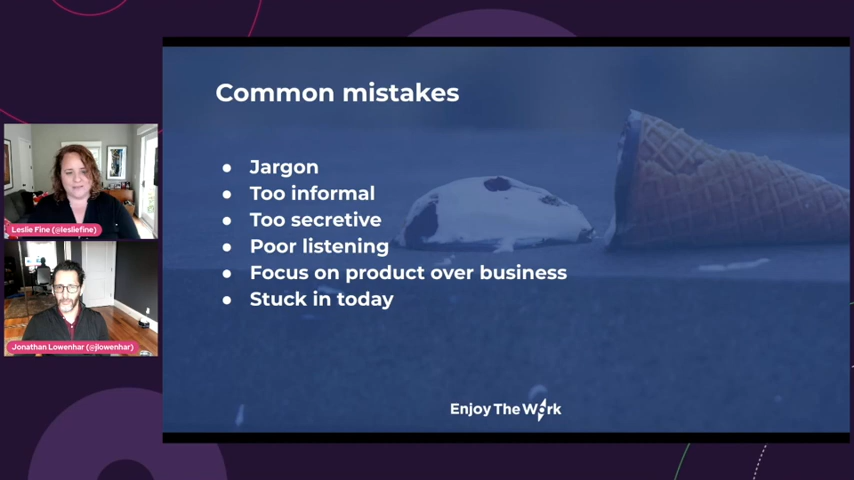 Common mistakes
● Jargon
● Too informal
● Too secretive
● Poor listening
● Focus on product over business
● Stuck in today
Leslie Fine (@lesliefine)
Jonathan Lowenhar (@jlowenhar)
Enjoy The Work